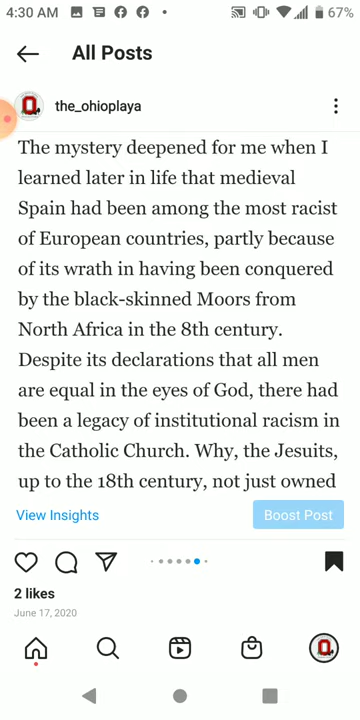 4:30 AM
67%
All Posts
the_ohioplaya
The mystery deepened for me when I
learned later in life that medieval
Spain had been among the most racist
of European countries, partly because
of its wrath in having been conquered
by the black-skinned Moors from
North Africa in the 8th century.
Despite its declarations that all men
are equal in the eyes of God, there had
been a legacy of institutional racism in
the Catholic Church. Why, the Jesuits,
up to the 18th century, not just owned
View Insights
Boost Post
2 likes
June 17, 2020